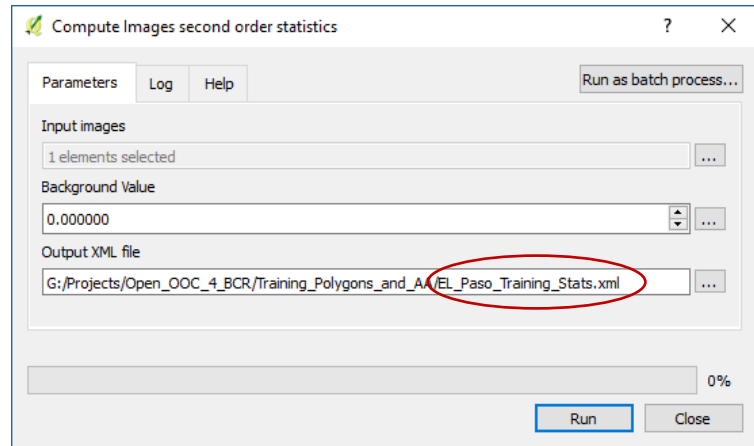 Compute Images second order statistics
? X
Parameters Log Help Run as batch process...
Input images
1 elements selected ...
Background Value
0.000000 ...
Output XML file
G:/Projects/Open_OOC_4_BCR/Training_Polygons_and_AA/EL_Paso_Training_Stats.xml ...
0%
Run Close